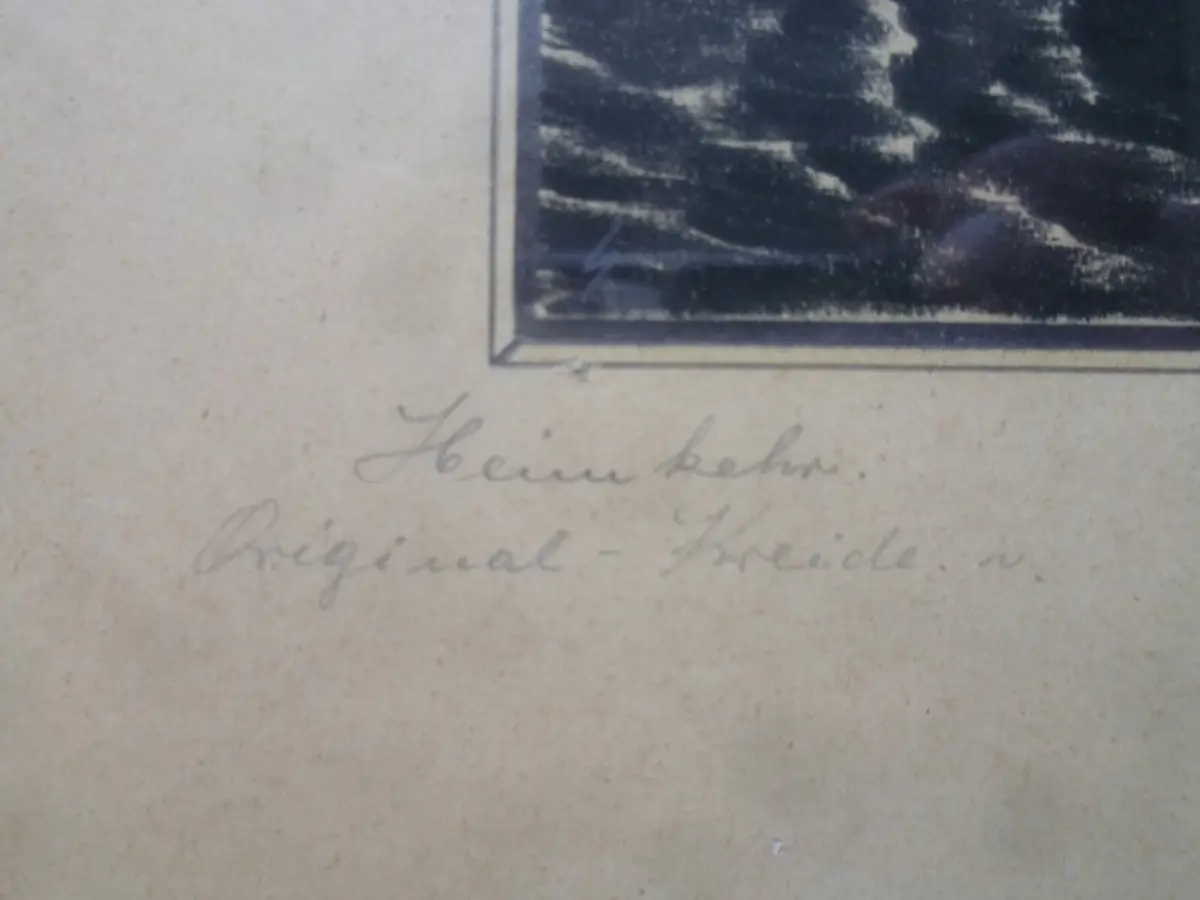 Heimkehr.
Original - Kreide. n.